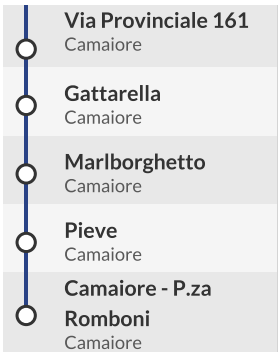 Via Provinciale 161
Camaiore
Gattarella
Camaiore
Marlborghetto
Camaiore
Pieve
Camaiore
Camaiore - P.za
Romboni
Camaiore